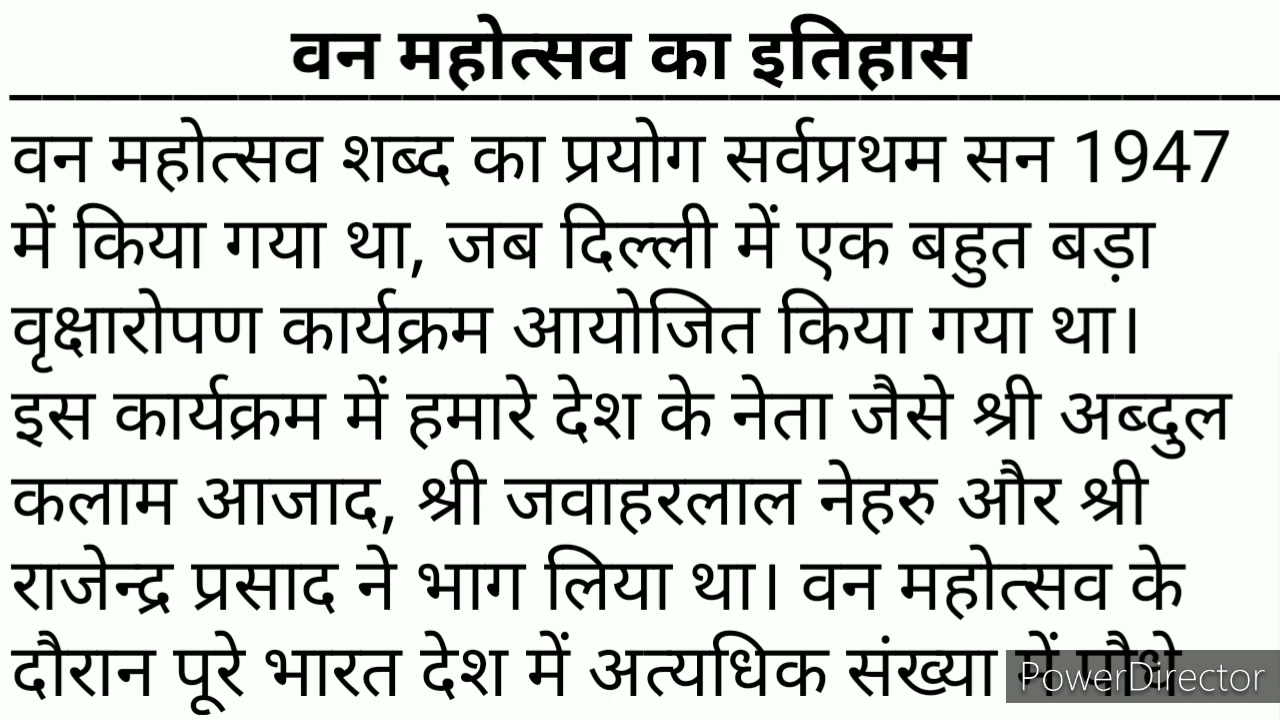 वन महोत्सव का इतिहास
वन महोत्सव शब्द का प्रयोग सर्वप्रथम सन 1947
में किया गया था, जब दिल्ली में एक बहुत बड़ा
वृक्षारोपण कार्यक्रम आयोजित किया गया था।
इस कार्यक्रम में हमारे देश के नेता जैसे श्री अब्दुल
कलाम आजाद, श्री जवाहरलाल नेहरु और श्री
राजेन्द्र प्रसाद ने भाग लिया था। वन महोत्सव के
दौरान पूरे भारत देश में अत्यधिक संख्या में पौधे
PowerDirector